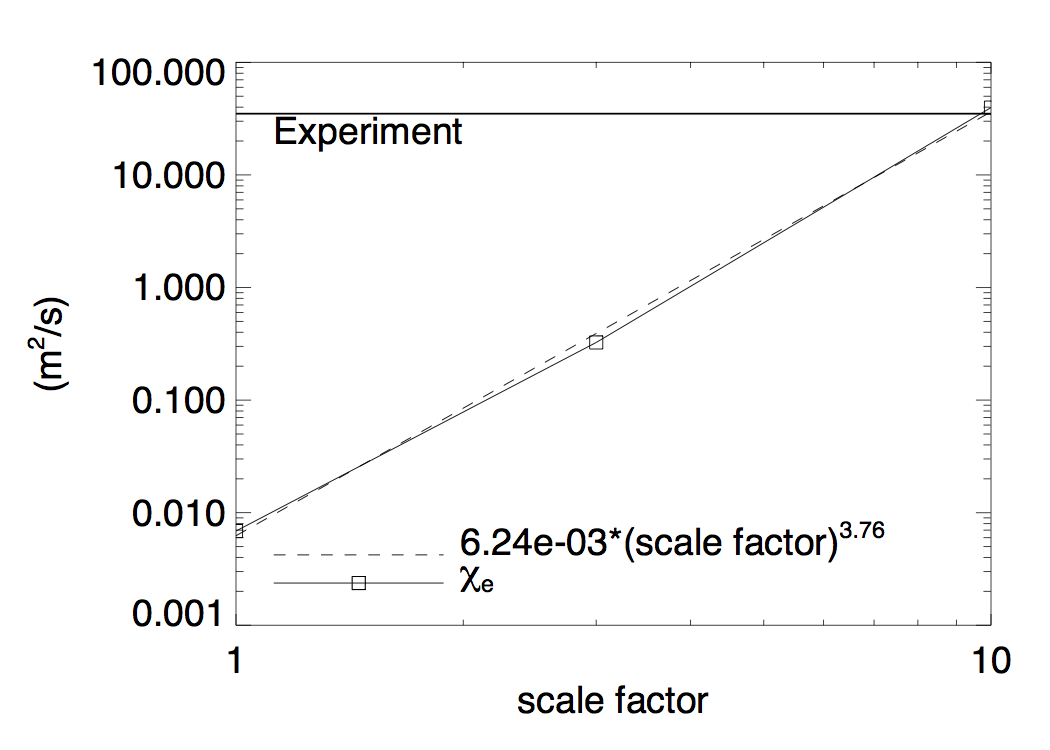 100.000
Experiment
10.000
1.000
(m²/s)
0.100
0.010
6.24e-03*(scale factor)³·⁷⁶
χₑ
0.001
1
10
scale factor